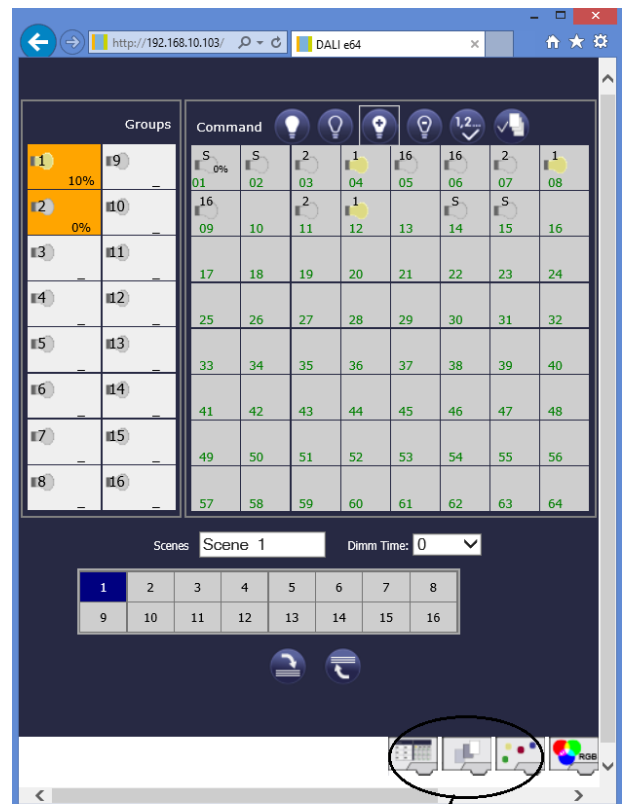 http://192.168.10.103/ DALI e64
Groups
Command 1,2...
1 10% 9 _
2 0% 10 _
3 _ 11 _
4 _ 12 _
5 _ 13 _
6 _ 14 _
7 _ 15 _
8 _ 16 _
S 0% S 2 1 16 16 2 1
01 02 03 04 05 06 07 08
16 2 1 S S
09 10 11 12 13 14 15 16
17 18 19 20 21 22 23 24
25 26 27 28 29 30 31 32
33 34 35 36 37 38 39 40
41 42 43 44 45 46 47 48
49 50 51 52 53 54 55 56
57 58 59 60 61 62 63 64
Scenes Scene 1 Dimm Time: 0
1 2 3 4 5 6 7 8
9 10 11 12 13 14 15 16
RGB